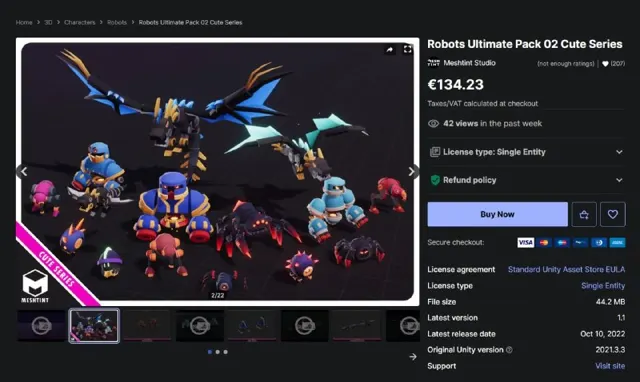 Home > 3D > Characters > Robots > Robots Ultimate Pack 02 Cute Series
Robots Ultimate Pack 02 Cute Series
MESHTINT Meshtint Studio
(not enough ratings) | (207)
€134.23
Taxes/VAT calculated at checkout
42 views in the past week
License type: Single Entity
Refund policy
Buy Now
Secure checkout: VISA
License agreement Standard Unity Asset Store EULA
License type Single Entity
File size 44.2 MB
Latest version 1.1
Latest release date Oct 10, 2022
Original Unity version 2021.3.3
Support Visit site
CUTE SERIES
MESHTINT
2/22